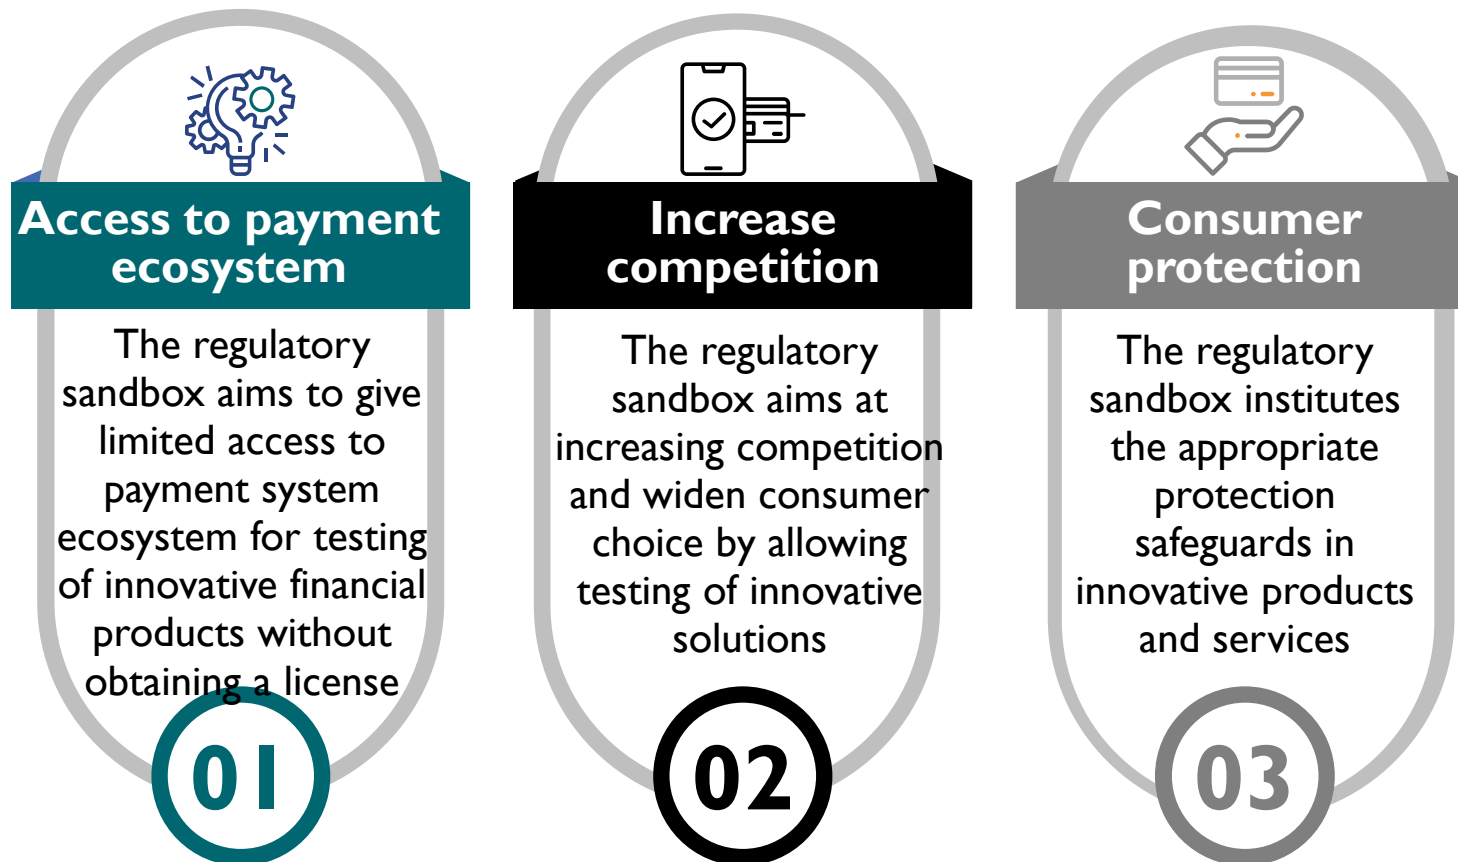 Access to payment
ecosystem
The regulatory
sandbox aims to give
limited access to
payment system
ecosystem for testing
of innovative financial
products without
obtaining a license
01
Increase
competition
The regulatory
sandbox aims at
increasing competition
and widen consumer
choice by allowing
testing of innovative
solutions
02
Consumer
protection
The regulatory
sandbox institutes
the appropriate
protection
safeguards in
innovative products
and services
03